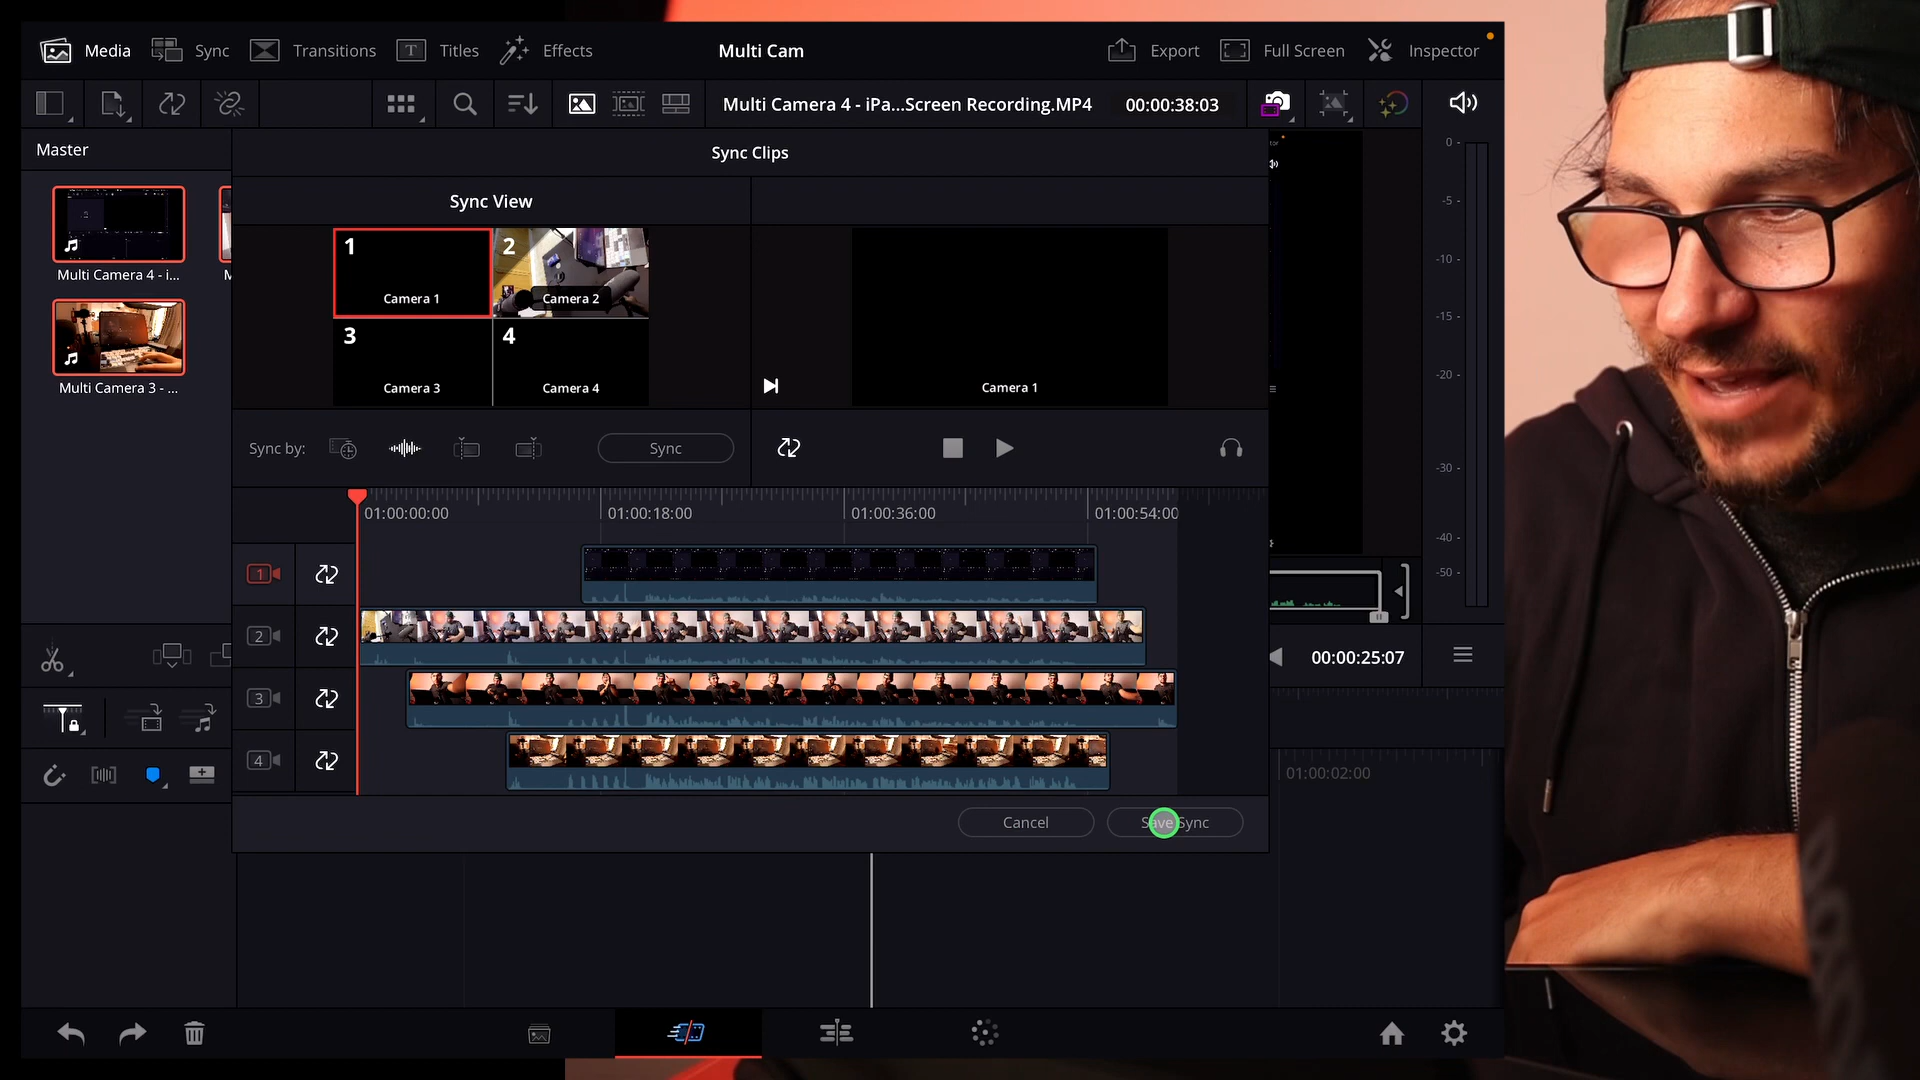 Media
Sync
Transitions
Titles
Effects
Multi Cam
Export
Full Screen
Inspector
Multi Camera 4 - iPa...Screen Recording.MP4
00:00:38:03
Master
Sync Clips
Sync View
1
Camera 1
2
Camera 2
3
Camera 3
4
Camera 4
Camera 1
Multi Camera 4 - i...
M
Multi Camera 3 - ...
Sync by:
Sync
01:00:00:00
01:00:18:00
01:00:36:00
01:00:54:00
1
2
3
4
Cancel
Save Sync
0 -
-5 -
-10 -
-15 -
-20 -
-30 -
-40 -
-50 -
00:00:25:07
01:00:02:00